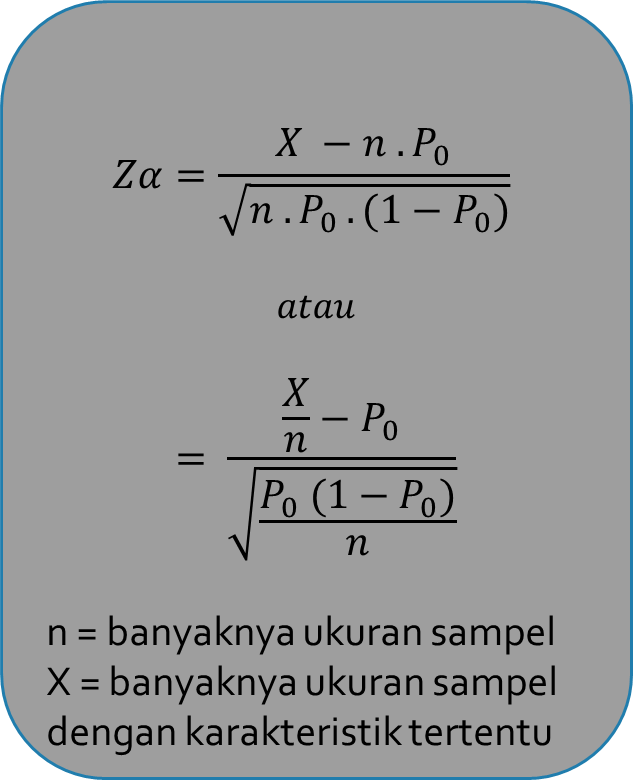 Zα = (X − n . P₀) / √(n . P₀ . (1 − P₀))
atau
= (X/n − P₀) / √(P₀ (1 − P₀) / n)
n = banyaknya ukuran sampel
X = banyaknya ukuran sampel
dengan karakteristik tertentu